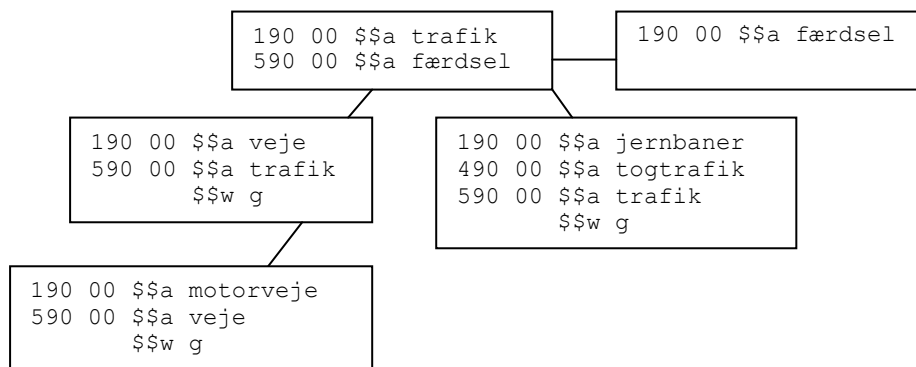 190 00 $$a trafik
590 00 $$a færdsel
190 00 $$a færdsel
190 00 $$a veje
590 00 $$a trafik
$$w g
190 00 $$a jernbaner
490 00 $$a togtrafik
590 00 $$a trafik
$$w g
190 00 $$a motorveje
590 00 $$a veje
$$w g